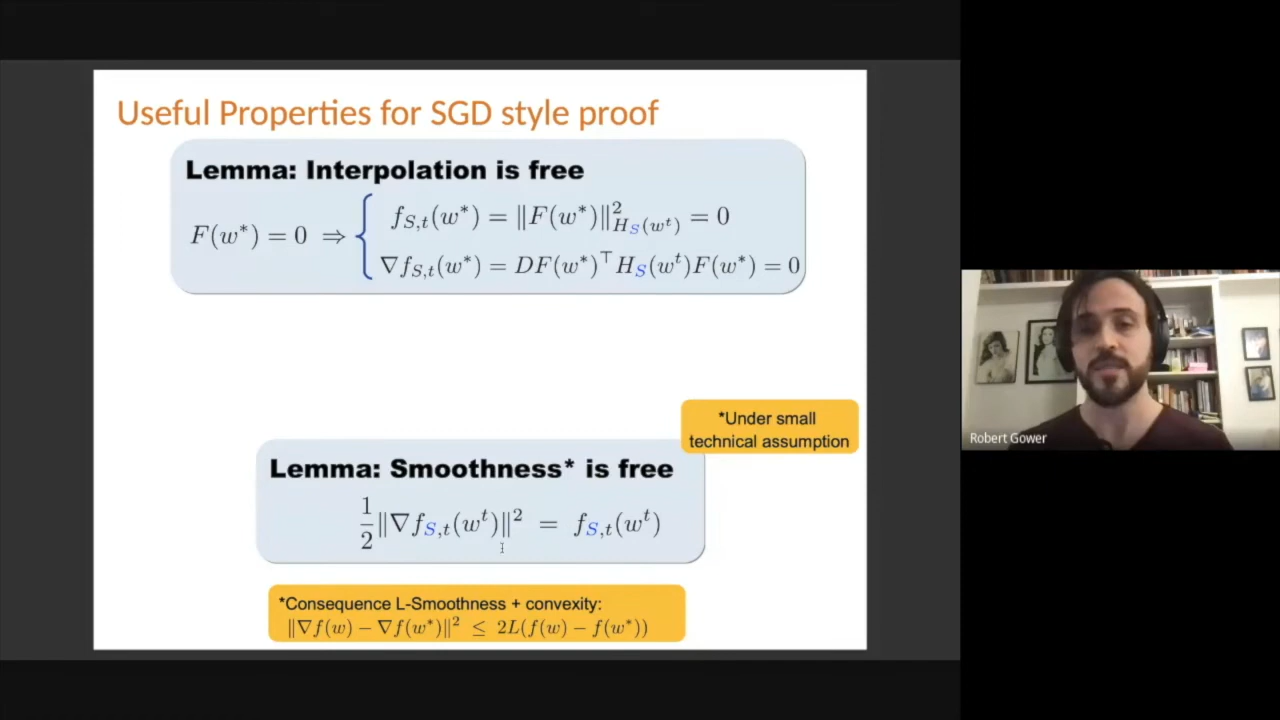 Useful Properties for SGD style proof
Lemma: Interpolation is free
F(w^*) = 0 ⇒ { f_{S,t}(w^*) = ‖F(w^*)‖^2_{H_S(w^t)} = 0
∇f_{S,t}(w^*) = DF(w^*)^⊤ H_S(w^t)F(w^*) = 0
*Under small
technical assumption
Lemma: Smoothness* is free
1/2 ‖∇f_{S,t}(w^t)‖^2 = f_{S,t}(w^t)
*Consequence L-Smoothness + convexity:
‖∇f(w) − ∇f(w^*)‖^2 ≤ 2L(f(w) − f(w^*))
Robert Gower